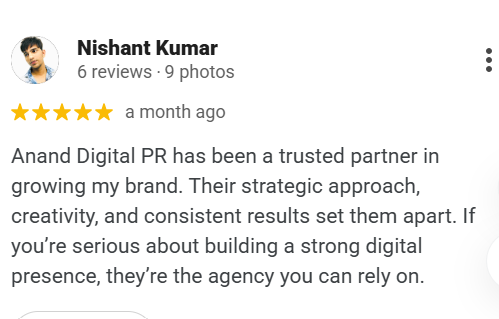 Nishant Kumar
6 reviews · 9 photos
a month ago
Anand Digital PR has been a trusted partner in
growing my brand. Their strategic approach,
creativity, and consistent results set them apart. If
you’re serious about building a strong digital
presence, they’re the agency you can rely on.